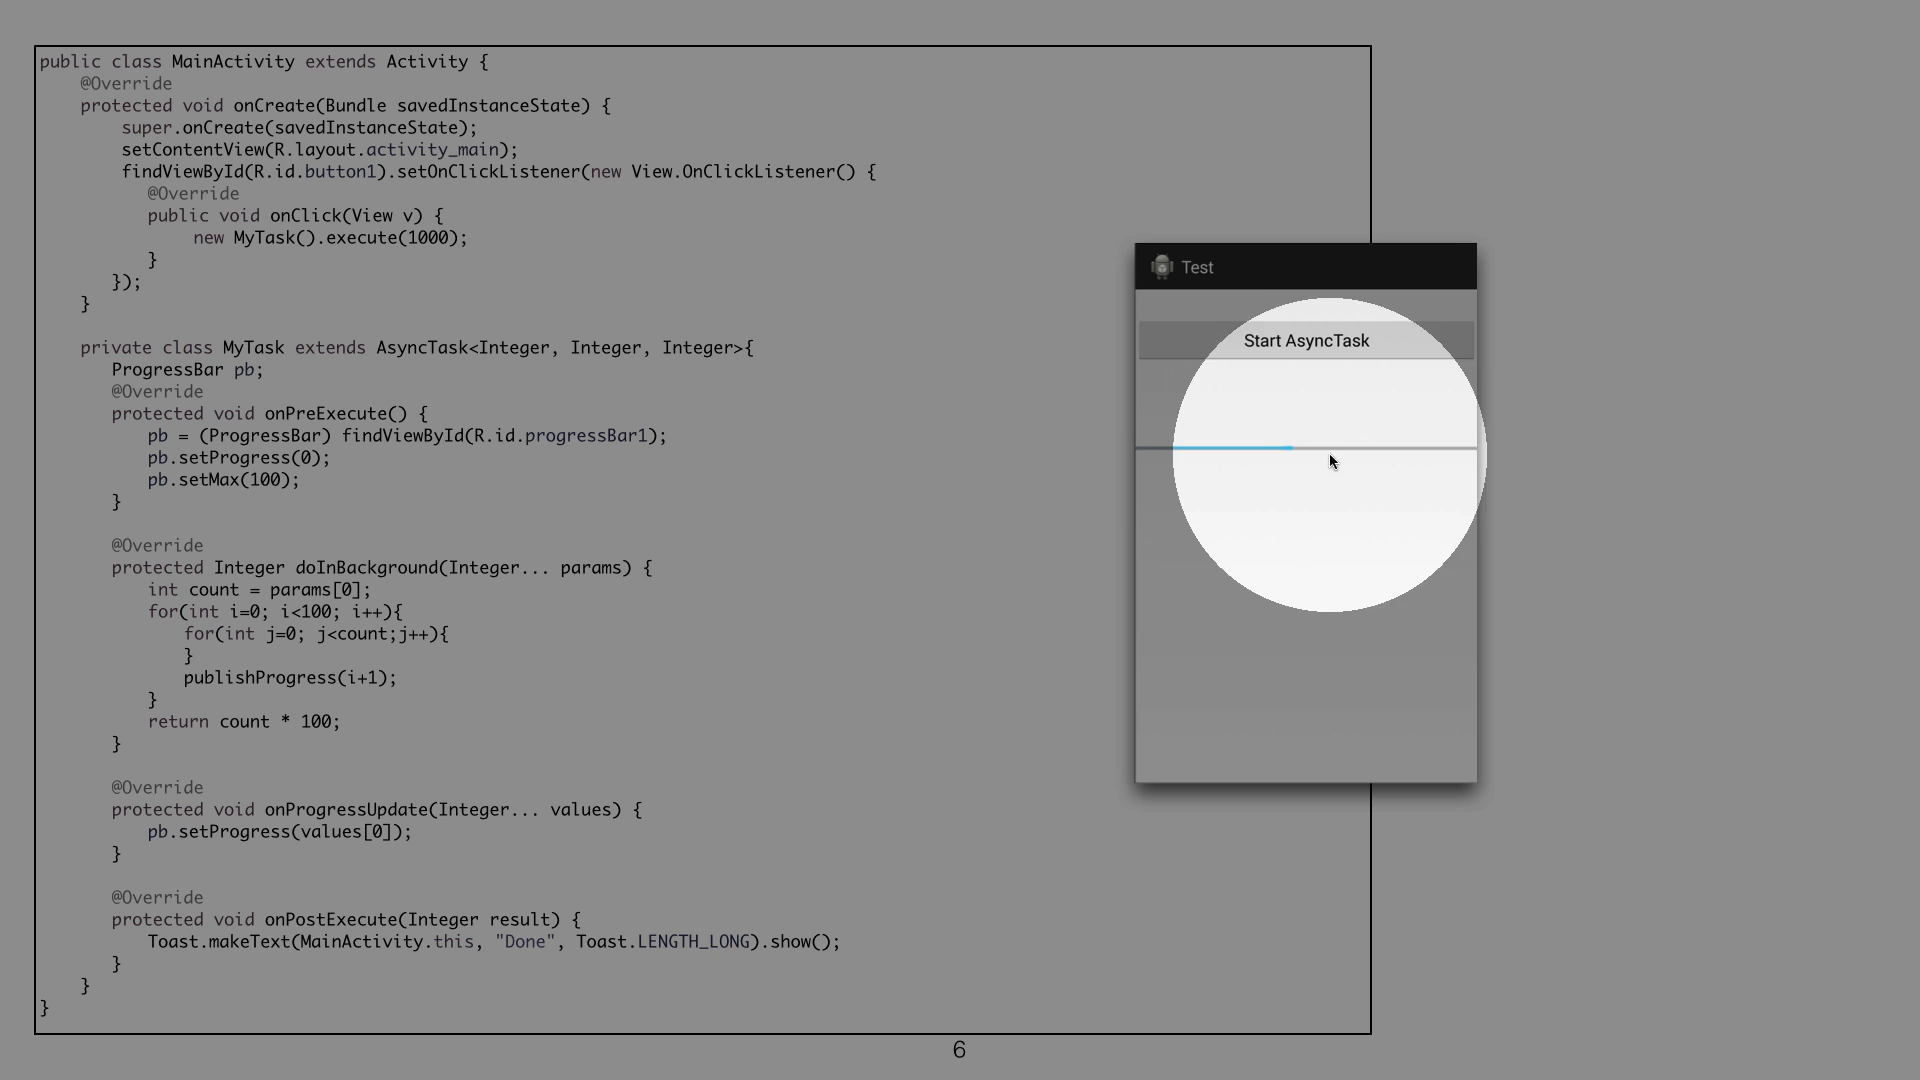 public class MainActivity extends Activity {
@Override
protected void onCreate(Bundle savedInstanceState) {
super.onCreate(savedInstanceState);
setContentView(R.layout.activity_main);
findViewById(R.id.button1).setOnClickListener(new View.OnClickListener() {
@Override
public void onClick(View v) {
new MyTask().execute(1000);
}
});
}
private class MyTask extends AsyncTask<Integer, Integer, Integer>{
ProgressBar pb;
@Override
protected void onPreExecute() {
pb = (ProgressBar) findViewById(R.id.progressBar1);
pb.setProgress(0);
pb.setMax(100);
}
@Override
protected Integer doInBackground(Integer... params) {
int count = params[0];
for(int i=0; i<100; i++){
for(int j=0; j<count;j++){
}
publishProgress(i+1);
}
return count * 100;
}
@Override
protected void onProgressUpdate(Integer... values) {
pb.setProgress(values[0]);
}
@Override
protected void onPostExecute(Integer result) {
Toast.makeText(MainActivity.this, "Done", Toast.LENGTH_LONG).show();
}
}
}
Test
Start AsyncTask
6